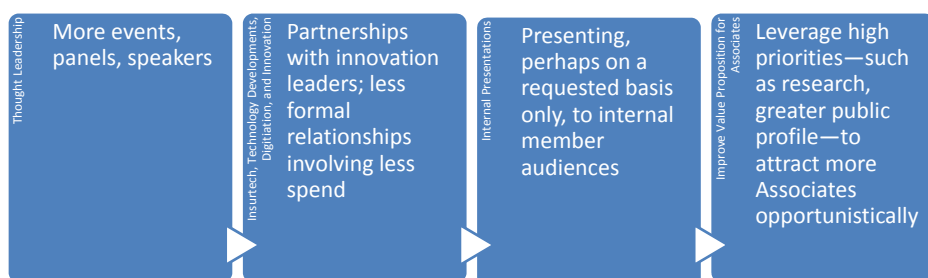 Thought Leadership
More events,
panels, speakers
Insurtech, Technology Developments,
Digitiation, and Innovation
Partnerships
with innovation
leaders; less
formal
relationships
involving less
spend
Internal Presentations
Presenting,
perhaps on a
requested basis
only, to internal
member
audiences
Improve Value Proposition for
Associates
Leverage high
priorities—such
as research,
greater public
profile—to
attract more
Associates
opportunistically